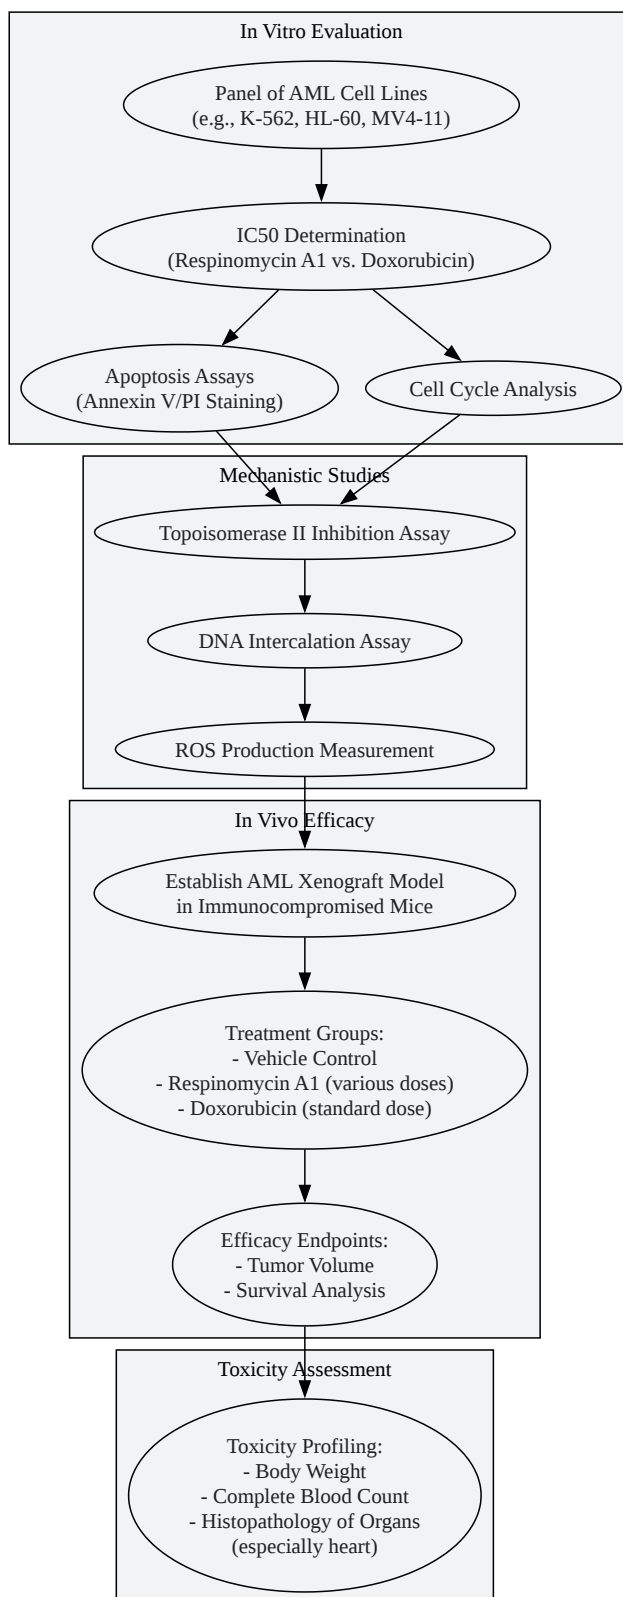 In Vitro Evaluation
Panel of AML Cell Lines
(e.g., K-562, HL-60, MV4-11)
IC50 Determination
(Respinomycin A1 vs. Doxorubicin)
Apoptosis Assays
(Annexin V/PI Staining)
Cell Cycle Analysis
Mechanistic Studies
Topoisomerase II Inhibition Assay
DNA Intercalation Assay
ROS Production Measurement
In Vivo Efficacy
Establish AML Xenograft Model
in Immunocompromised Mice
Treatment Groups:
- Vehicle Control
- Respinomycin A1 (various doses)
- Doxorubicin (standard dose)
Efficacy Endpoints:
- Tumor Volume
- Survival Analysis
Toxicity Assessment
Toxicity Profiling:
- Body Weight
- Complete Blood Count
- Histopathology of Organs
(especially heart)